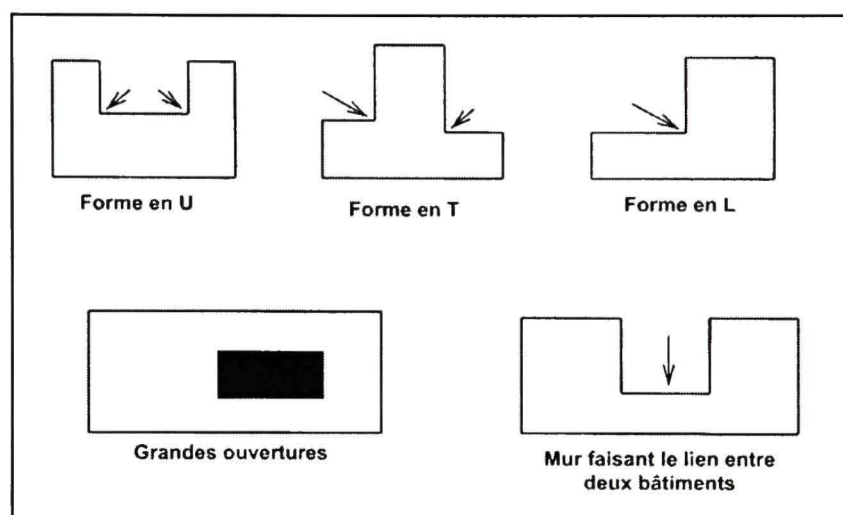 Forme en U
Forme en T
Forme en L
Grandes ouvertures
Mur faisant le lien entre
deux bâtiments